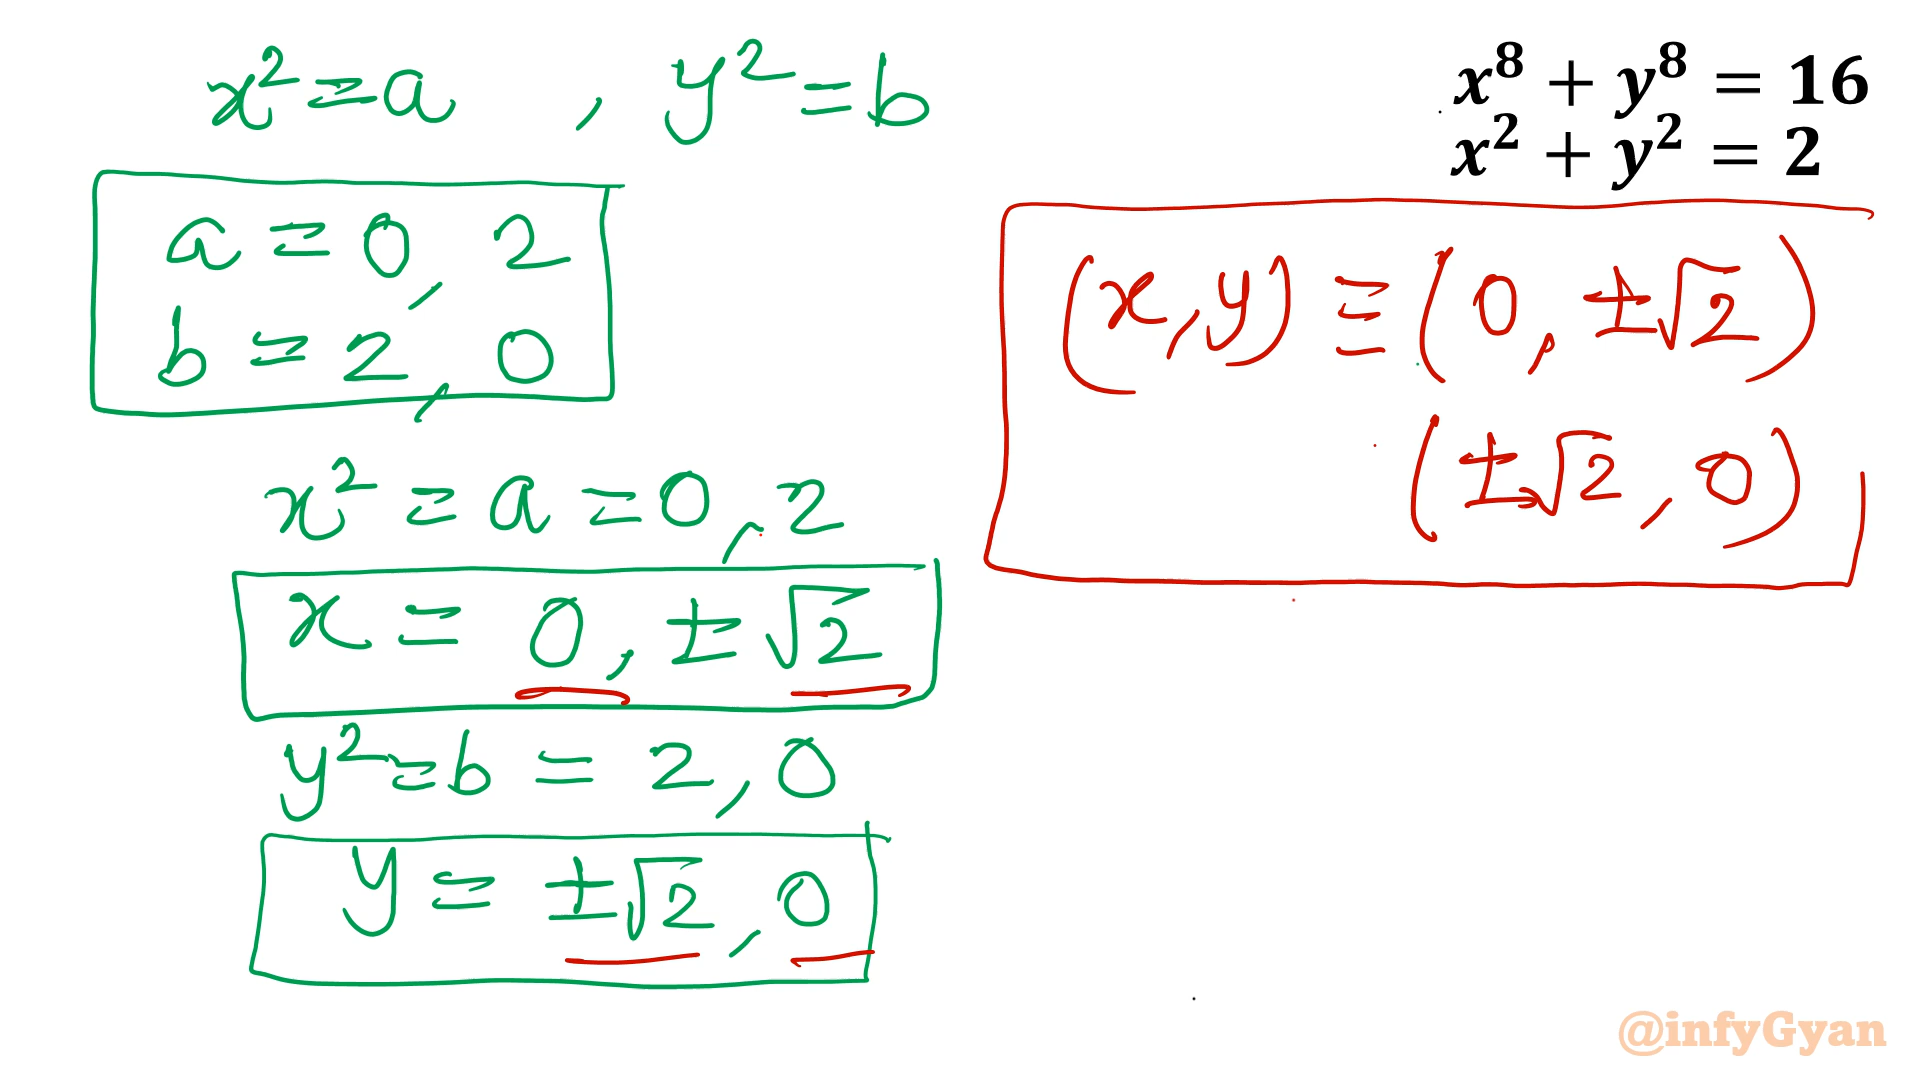 x² = a , y² = b
a = 0, 2
b = 2, 0
x² = a = 0, 2
x = 0, ±√2
y² = b = 2, 0
y = ±√2, 0
x⁸ + y⁸ = 16
x² + y² = 2
(x, y) ≡ (0, ±√2)
(±√2, 0)
@infyGyan